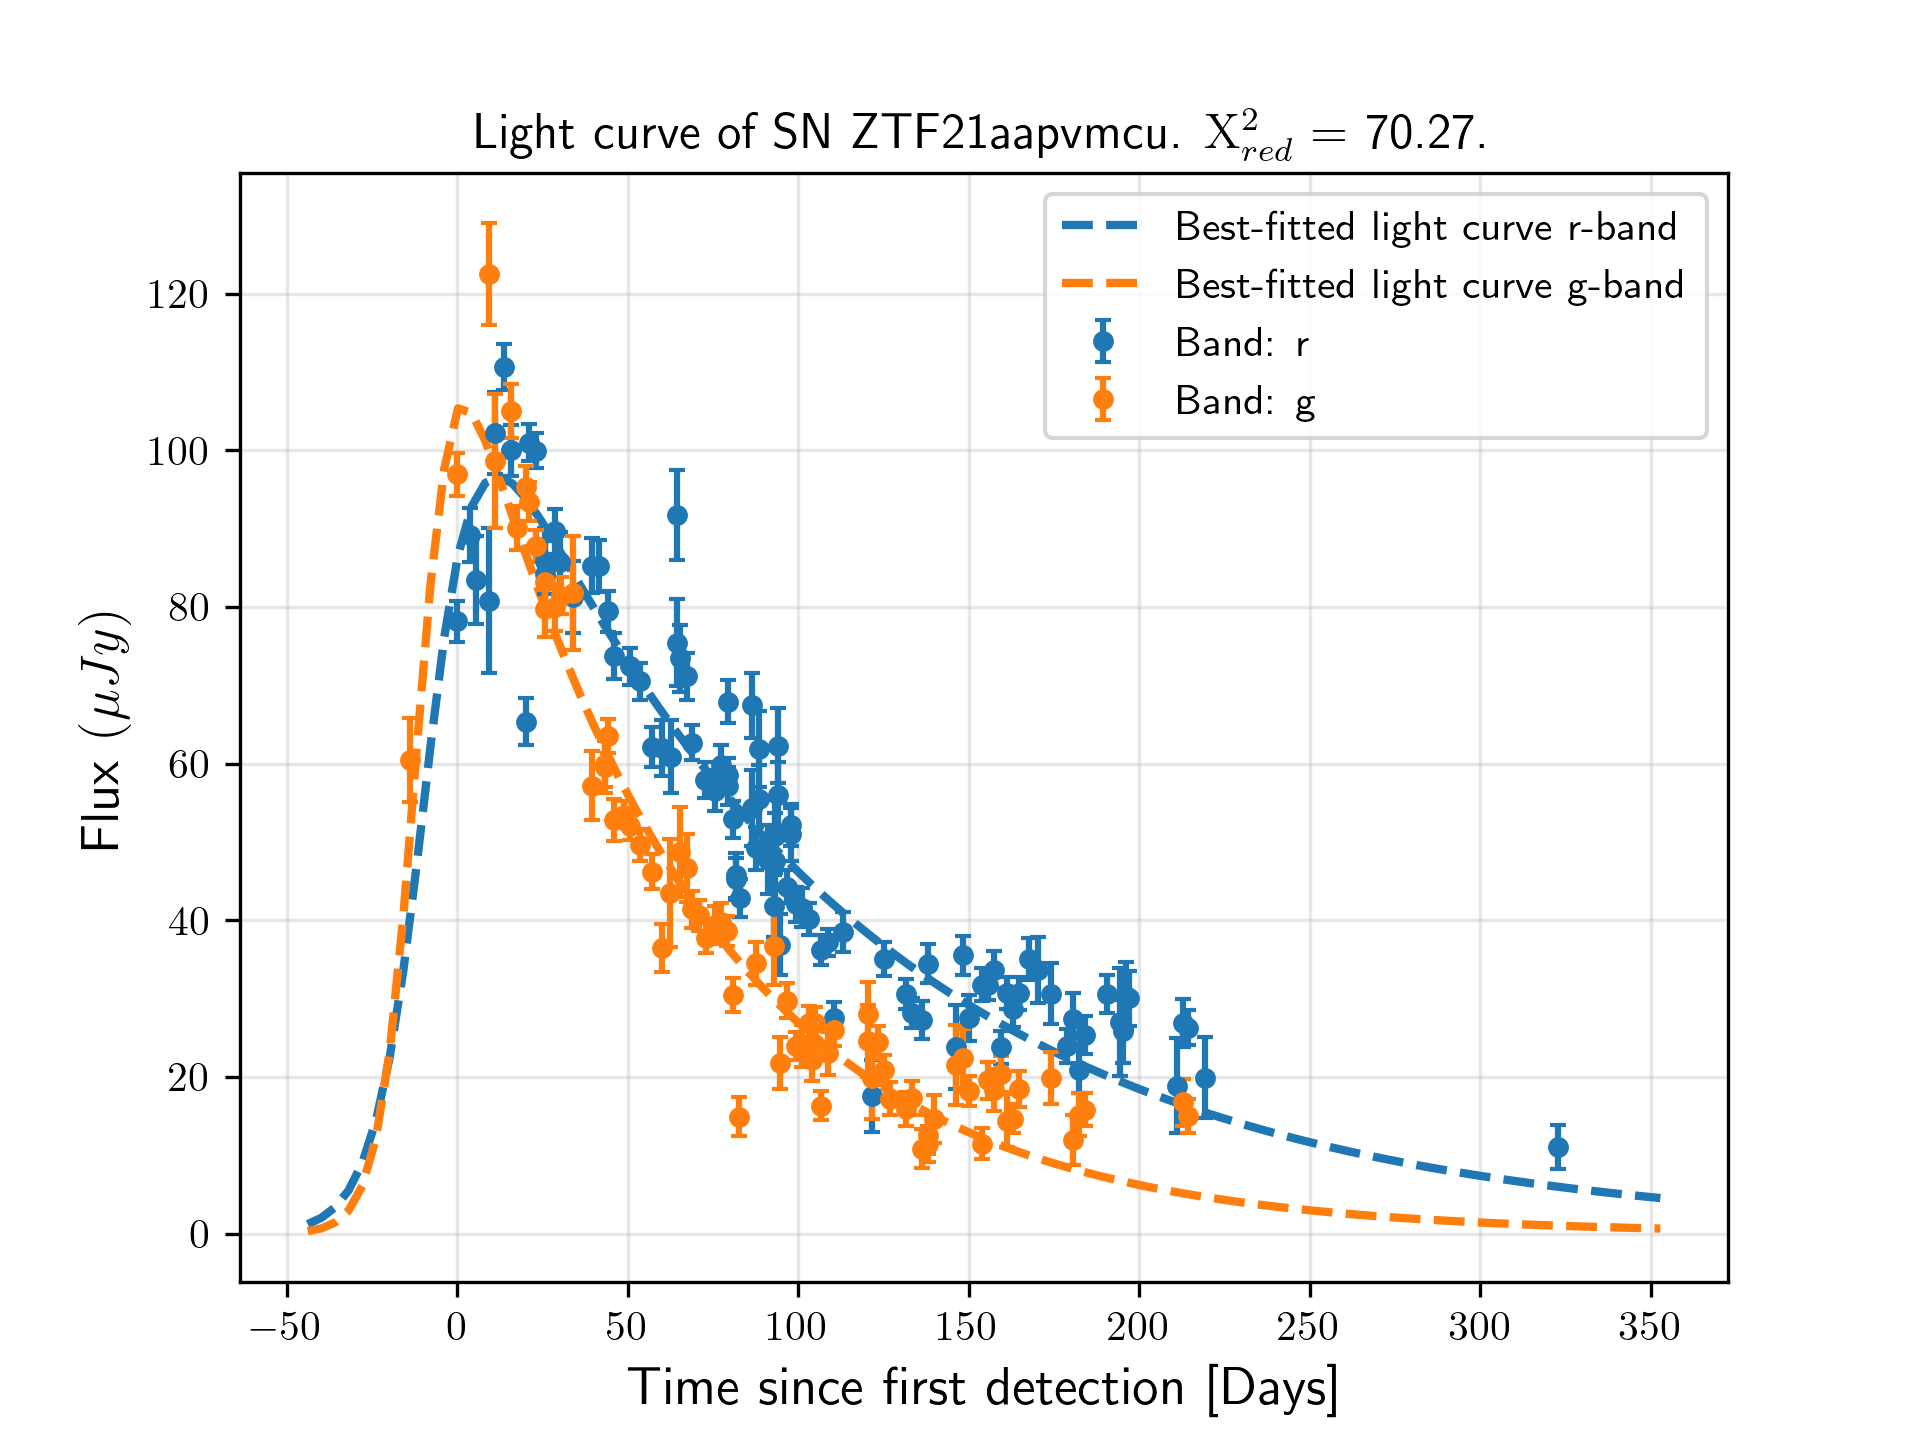 Light curve of SN ZTF21aapvmcu. X²_red = 70.27.
Best-fitted light curve r-band
Best-fitted light curve g-band
Band: r
Band: g
Flux (μJy)
120
100
80
60
40
20
0
−50 0 50 100 150 200 250 300 350
Time since first detection [Days]